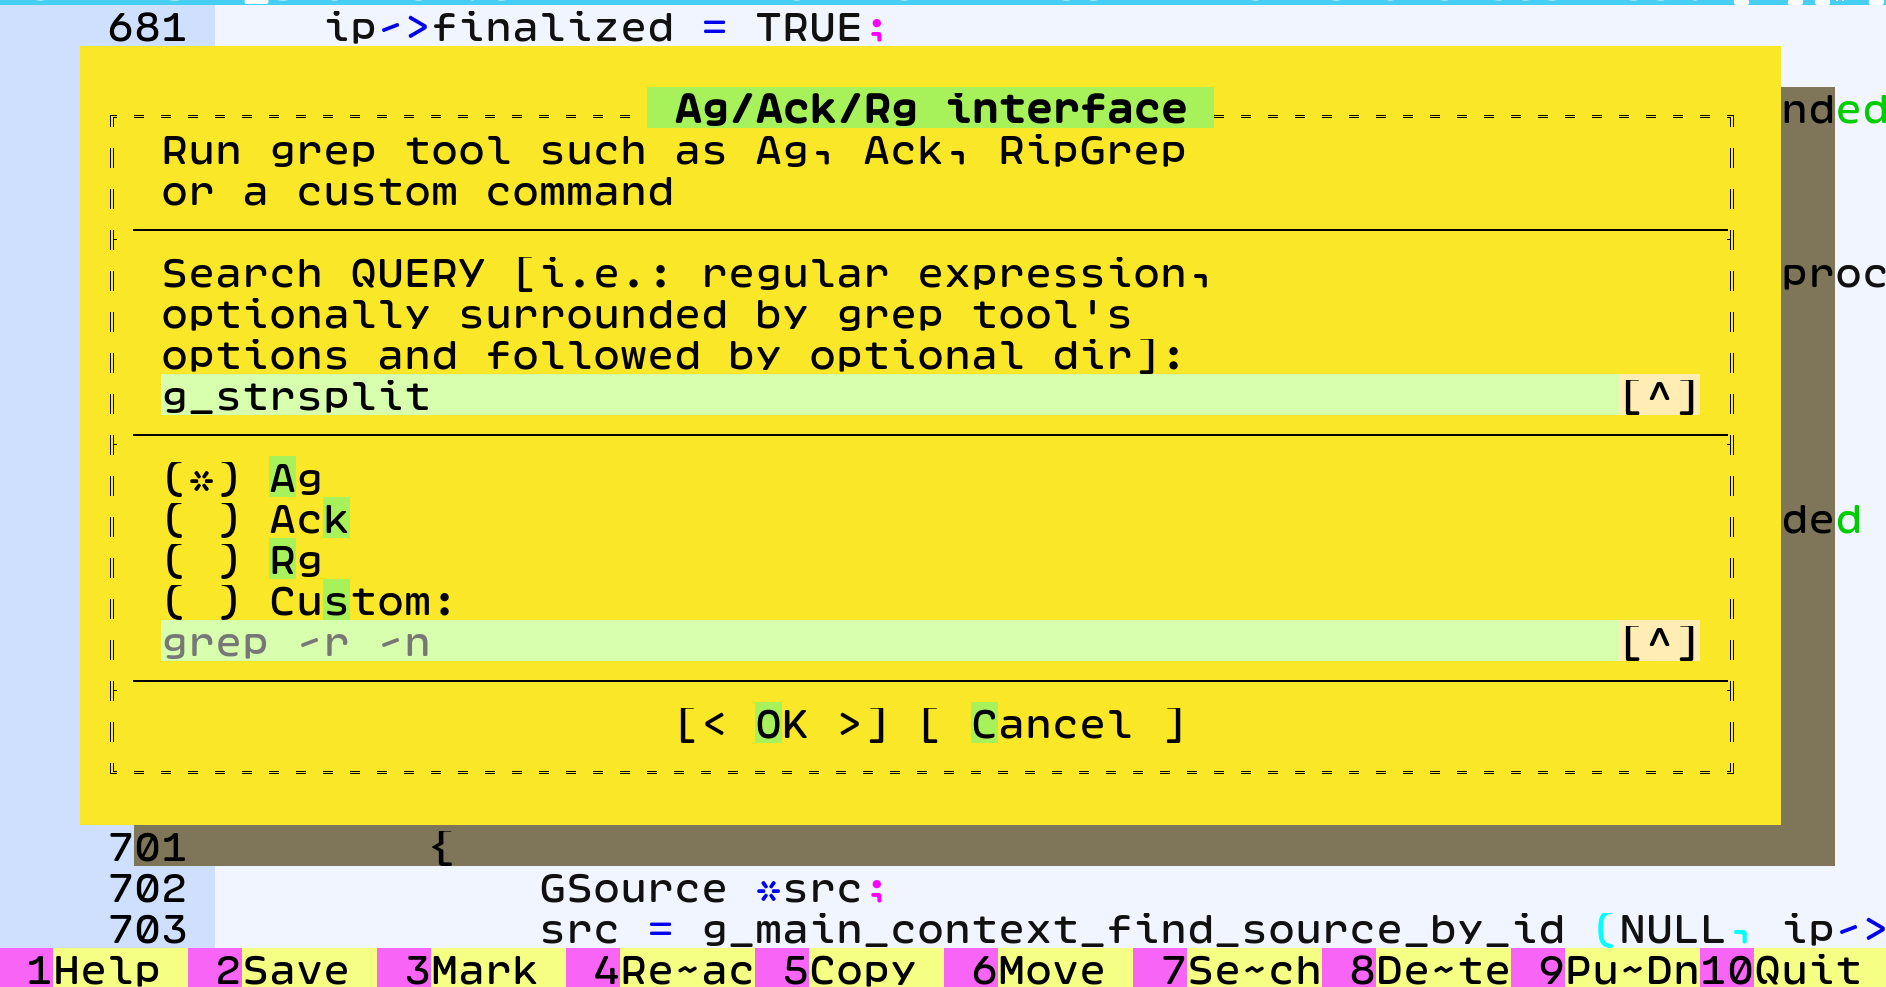 681 ip->finalized = TRUE;
Ag/Ack/Rg interface
nded
Run grep tool such as Ag, Ack, RipGrep
or a custom command
Search QUERY [i.e.: regular expression,
proc
optionally surrounded by grep tool's
options and followed by optional dir]:
g_strsplit [^]
(*) Ag
( ) Ack
ded
( ) Rg
( ) Custom:
grep -r -n [^]
[< OK >] [ Cancel ]
701 {
702 GSource *src;
703 src = g_main_context_find_source_by_id (NULL, ip->
1Help 2Save 3Mark 4Re~ac 5Copy 6Move 7Se~ch 8De~te 9Pu~Dn 10Quit